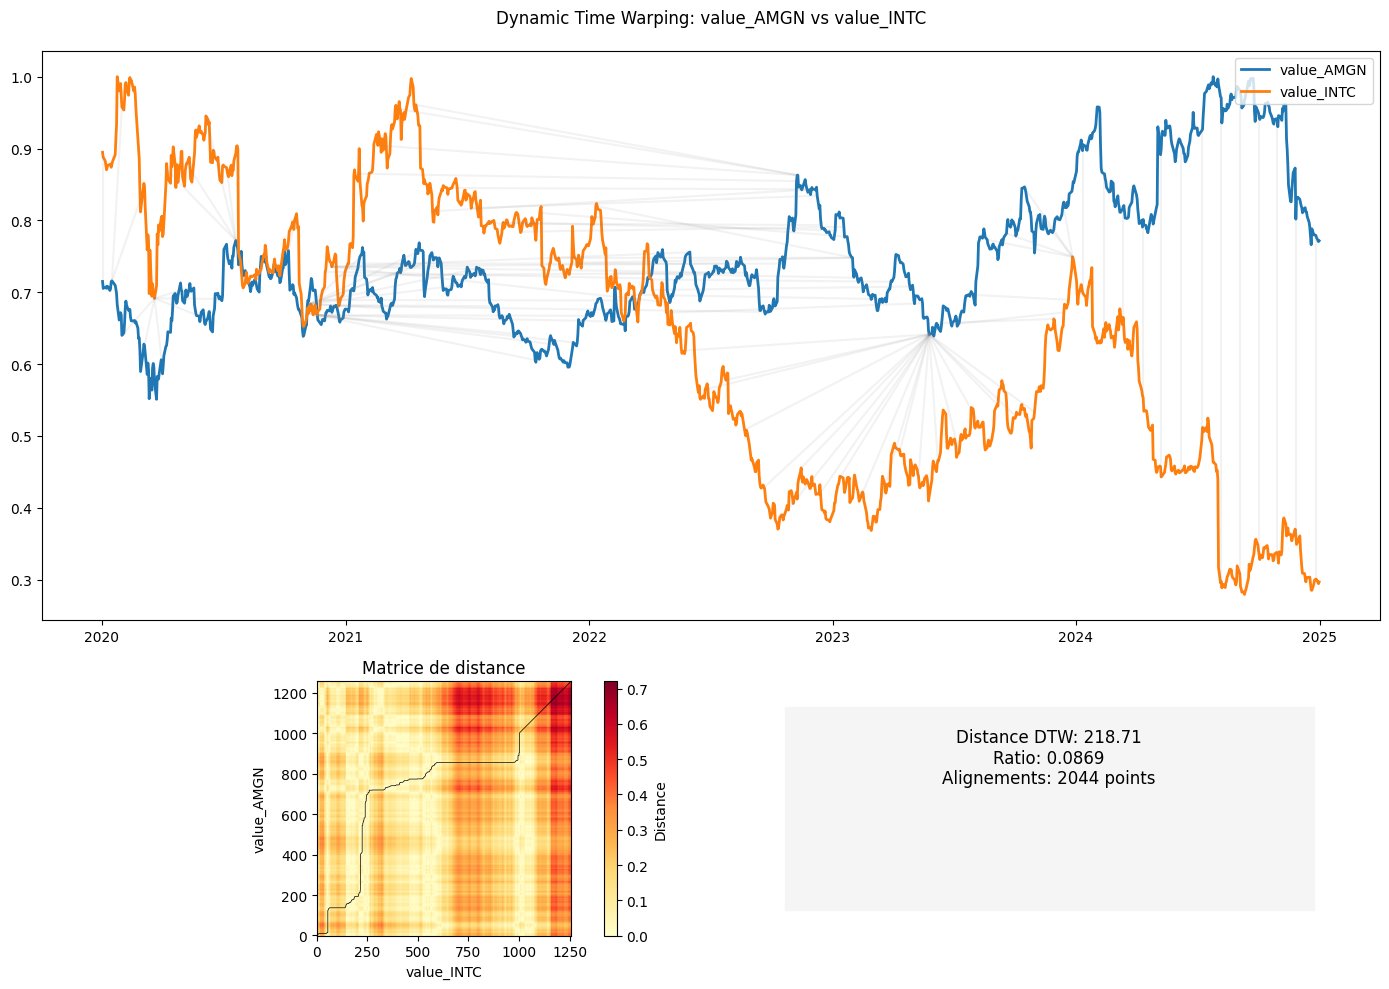 Dynamic Time Warping: value_AMGN vs value_INTC
value_AMGN
value_INTC
1.0
0.9
0.8
0.7
0.6
0.5
0.4
0.3
2020 2021 2022 2023 2024 2025
Matrice de distance
1200
1000
800
600
400
200
0
value_AMGN
0 250 500 750 1000 1250
value_INTC
0.7
0.6
0.5
0.4
0.3
0.2
0.1
0.0
Distance
Distance DTW: 218.71
Ratio: 0.0869
Alignements: 2044 points